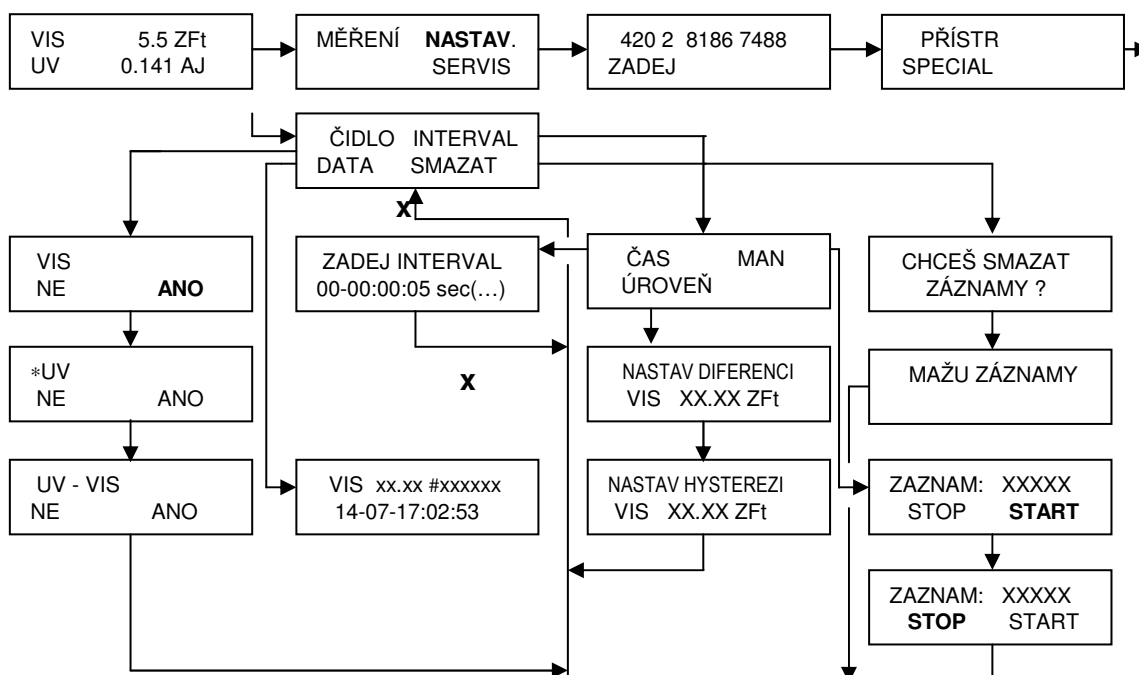 VIS 5.5 ZFt
UV 0.141 AJ
MĚŘENÍ NASTAV.
SERVIS
420 2 8186 7488
ZADEJ
PŘÍSTR
SPECIAL
ČIDLO INTERVAL
DATA SMAZAT
X
VIS
NE ANO
ZADEJ INTERVAL
00-00:00:05 sec(…)
ČAS MAN
ÚROVEŇ
CHCEŠ SMAZAT
ZÁZNAMY ?
*UV
NE ANO
X
NASTAV DIFERENCI
VIS XX.XX ZFt
MAŽU ZÁZNAMY
UV - VIS
NE ANO
VIS xx.xx #xxxxxx
14-07-17:02:53
NASTAV HYSTEREZI
VIS XX.XX ZFt
ZAZNAM: XXXXX
STOP START
ZAZNAM: XXXXX
STOP START